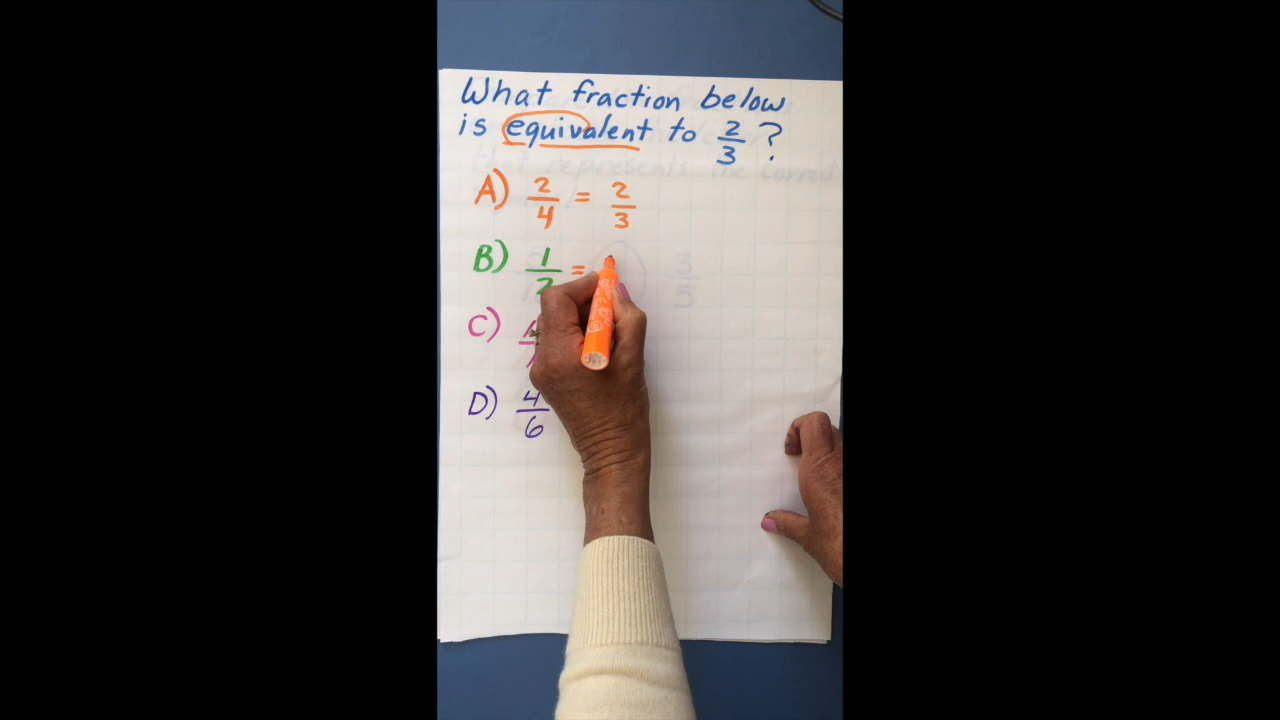 What fraction below
is equivalent to 2/3 ?
A) 2/4 = 2/3
B) 1/2 =
C)
D) 4/6